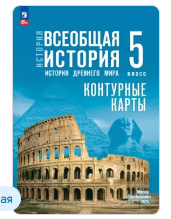 ИСТОРИЯ
ВСЕОБЩАЯ
ИСТОРИЯ 5
ИСТОРИЯ ДРЕВНЕГО МИРА КЛАСС
КОНТУРНЫЕ
КАРТЫ
ая